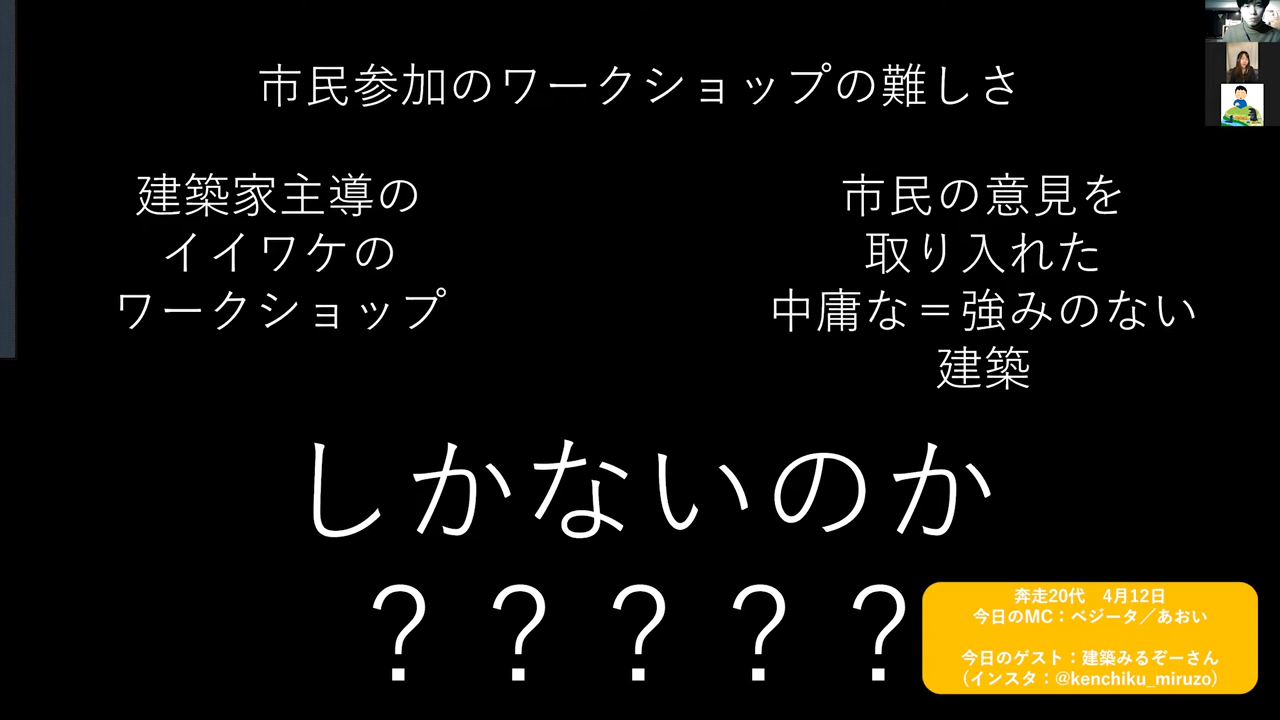 市民参加のワークショップの難しさ
建築家主導の
イイワケの
ワークショップ
市民の意見を
取り入れた
中庸な＝強みのない
建築
しかないのか
？？？？？
奔走20代　4月12日
今日のMC：ベジータ／あおい
今日のゲスト：建築みるぞーさん
（インスタ：@kenchiku_miruzo）